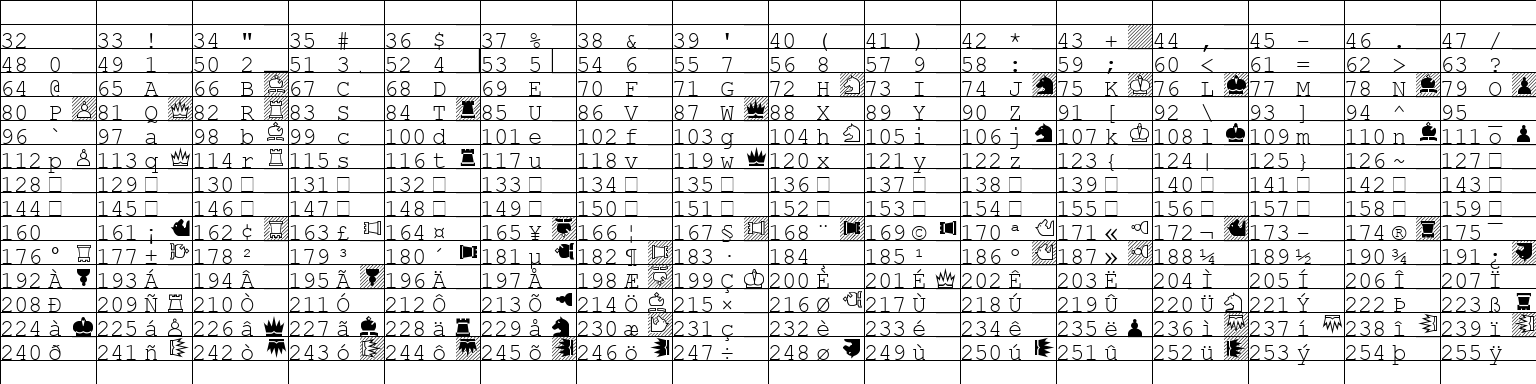 32 33 ! 34 " 35 # 36 $ 37 % 38 & 39 ' 40 ( 41 ) 42 * 43 + 44 , 45 - 46 . 47 /
48 0 49 1 50 2 51 3 52 4 53 5 54 6 55 7 56 8 57 9 58 : 59 ; 60 < 61 = 62 > 63 ?
64 @ 65 A 66 B 67 C 68 D 69 E 70 F 71 G 72 H 73 I 74 J 75 K 76 L 77 M 78 N 79 O
80 P 81 Q 82 R 83 S 84 T 85 U 86 V 87 W 88 X 89 Y 90 Z 91 [ 92 \ 93 ] 94 ^ 95
96 ` 97 a 98 b 99 c 100 d 101 e 102 f 103 g 104 h 105 i 106 j 107 k 108 l 109 m 110 n 111 o
112 p 113 q 114 r 115 s 116 t 117 u 118 v 119 w 120 x 121 y 122 z 123 { 124 | 125 } 126 ~ 127 □
128 □ 129 □ 130 □ 131 □ 132 □ 133 □ 134 □ 135 □ 136 □ 137 □ 138 □ 139 □ 140 □ 141 □ 142 □ 143 □
144 □ 145 □ 146 □ 147 □ 148 □ 149 □ 150 □ 151 □ 152 □ 153 □ 154 □ 155 □ 156 □ 157 □ 158 □ 159 □
160 161 ¡ 162 ¢ 163 £ 164 ¤ 165 ¥ 166 ¦ 167 § 168 ¨ 169 © 170 ª 171 « 172 ¬ 173 - 174 ® 175 ¯
176 ° 177 ± 178 ² 179 ³ 180 ´ 181 µ 182 ¶ 183 · 184 185 ¹ 186 º 187 » 188 ¼ 189 ½ 190 ¾ 191 ¿
192 À 193 Á 194 Â 195 Ã 196 Ä 197 Å 198 Æ 199 Ç 200 È 201 É 202 Ê 203 Ë 204 Ì 205 Í 206 Î 207 Ï
208 Ð 209 Ñ 210 Ò 211 Ó 212 Ô 213 Õ 214 Ö 215 × 216 Ø 217 Ù 218 Ú 219 Û 220 Ü 221 Ý 222 Þ 223 ß
224 à 225 á 226 â 227 ã 228 ä 229 å 230 æ 231 ç 232 è 233 é 234 ê 235 ë 236 ì 237 í 238 î 239 ï
240 ð 241 ñ 242 ò 243 ó 244 ô 245 õ 246 ö 247 ÷ 248 ø 249 ù 250 ú 251 û 252 ü 253 ý 254 þ 255 ÿ